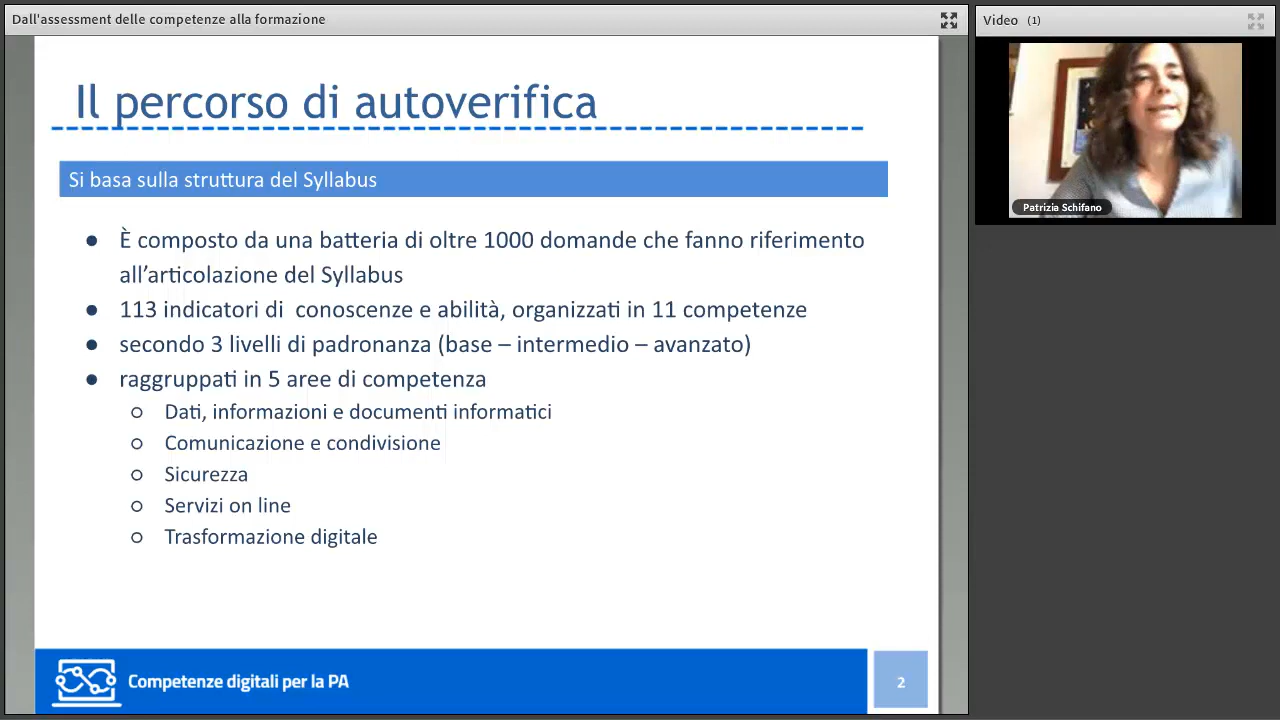 Dall'assessment delle competenze alla formazione
Video (1)
Patrizia Schifano
Il percorso di autoverifica
Si basa sulla struttura del Syllabus
● È composto da una batteria di oltre 1000 domande che fanno riferimento
all’articolazione del Syllabus
● 113 indicatori di conoscenze e abilità, organizzati in 11 competenze
● secondo 3 livelli di padronanza (base – intermedio – avanzato)
● raggruppati in 5 aree di competenza
○ Dati, informazioni e documenti informatici
○ Comunicazione e condivisione
○ Sicurezza
○ Servizi on line
○ Trasformazione digitale
Competenze digitali per la PA
2